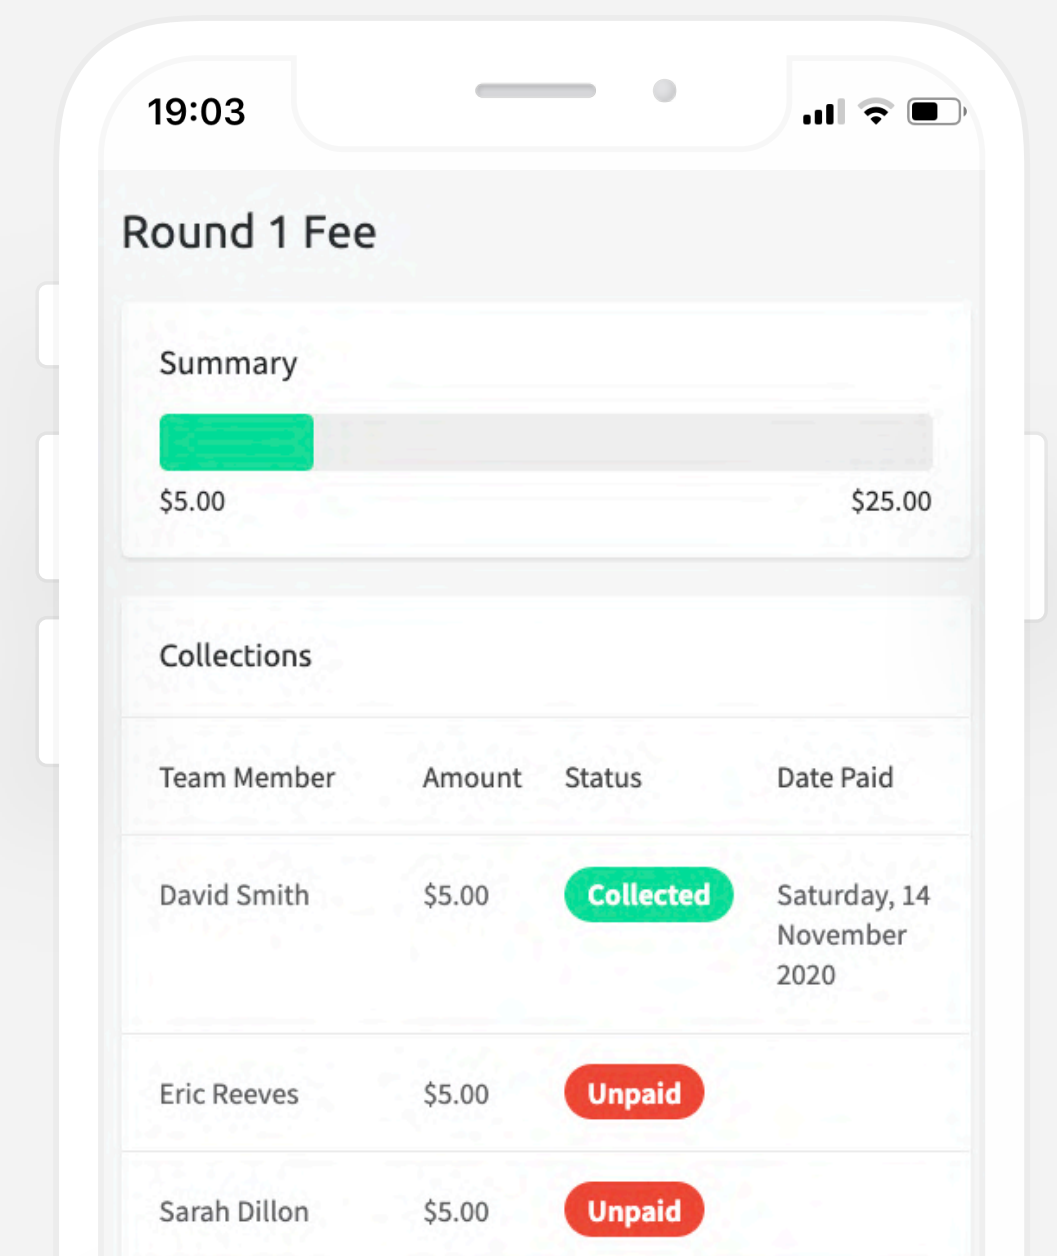 19:03
Round 1 Fee
Summary
$5.00 $25.00
Collections
Team Member Amount Status Date Paid
David Smith $5.00 Collected Saturday, 14
November
2020
Eric Reeves $5.00 Unpaid
Sarah Dillon $5.00 Unpaid